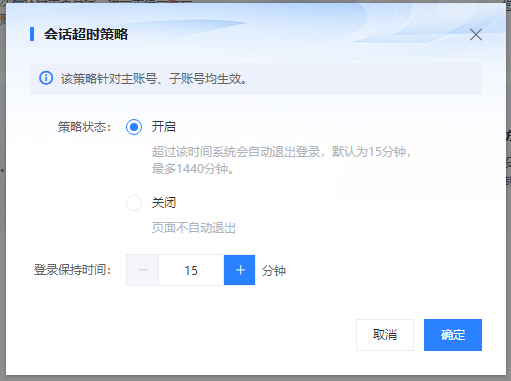 会话超时策略
该策略针对主账号、子账号均生效。
策略状态：
开启
超过该时间系统会自动退出登录，默认为15分钟，
最多1440分钟。
关闭
页面不自动退出
登录保持时间：
15
分钟
取消
确定